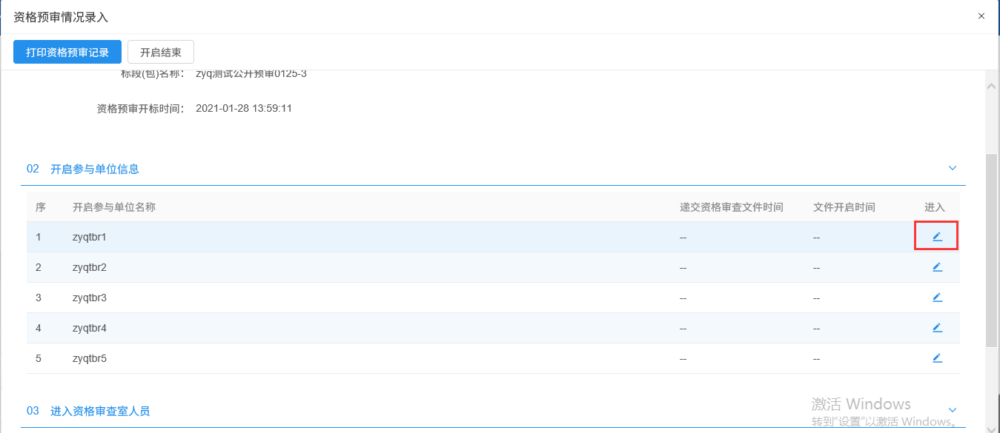 资格预审情况录入
打印资格预审记录 开启结束
标段(包)名称： zyq测试公开预审0125-3
资格预审开标时间： 2021-01-28 13:59:11
02 开启参与单位信息
序 开启参与单位名称 递交资格审查文件时间 文件开启时间 进入
1 zyqtbr1 -- --
2 zyqtbr2 -- --
3 zyqtbr3 -- --
4 zyqtbr4 -- --
5 zyqtbr5 -- --
03 进入资格审查室人员
激活 Windows
转到“设置”以激活 Windows。